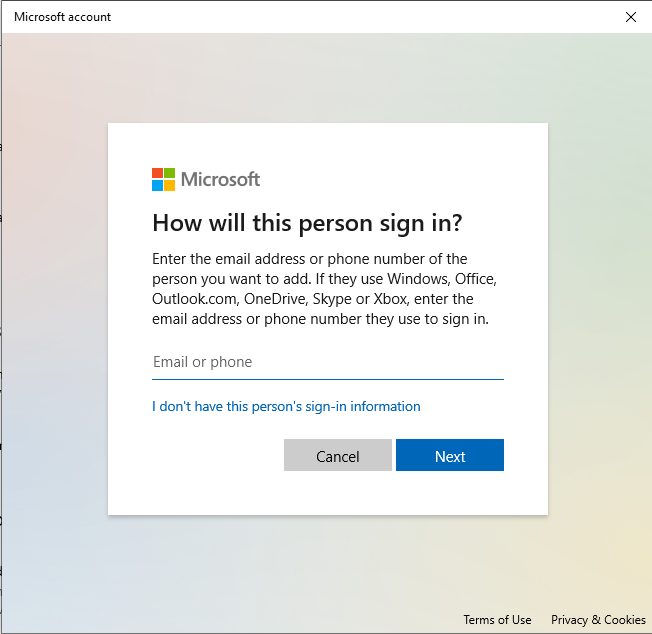 Microsoft account
Microsoft
How will this person sign in?
Enter the email address or phone number of the
person you want to add. If they use Windows, Office,
Outlook.com, OneDrive, Skype or Xbox, enter the
email address or phone number they use to sign in.
Email or phone
I don't have this person's sign-in information
Cancel
Next
Terms of Use
Privacy & Cookies